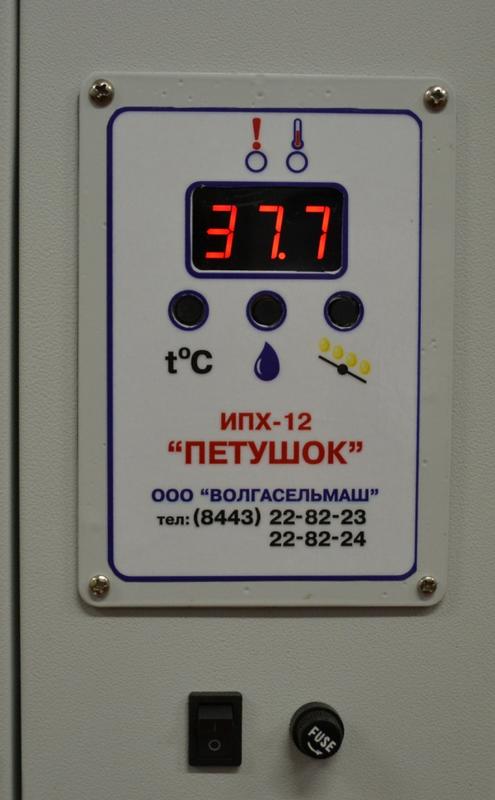 !
37.7
t°C
ИПХ-12
“ПЕТУШОК”
ООО “ВОЛГАСЕЛЬМАШ”
тел: (8443) 22-82-23
22-82-24
FUSE